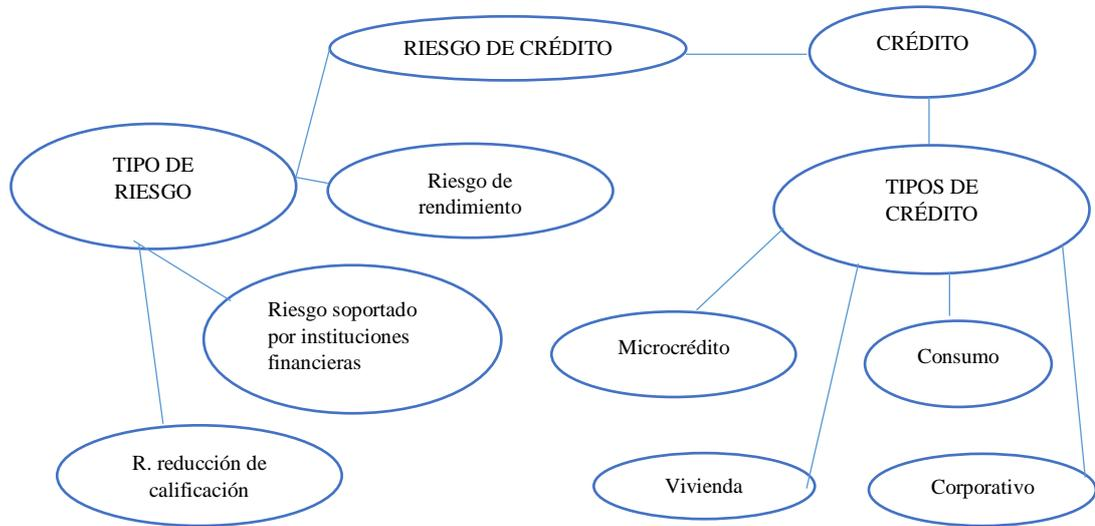 RIESGO DE CRÉDITO
CRÉDITO
TIPO DE
RIESGO
Riesgo de
rendimiento
TIPOS DE
CRÉDITO
Riesgo soportado
por instituciones
financieras
Microcrédito
Consumo
R. reducción de
calificación
Vivienda
Corporativo